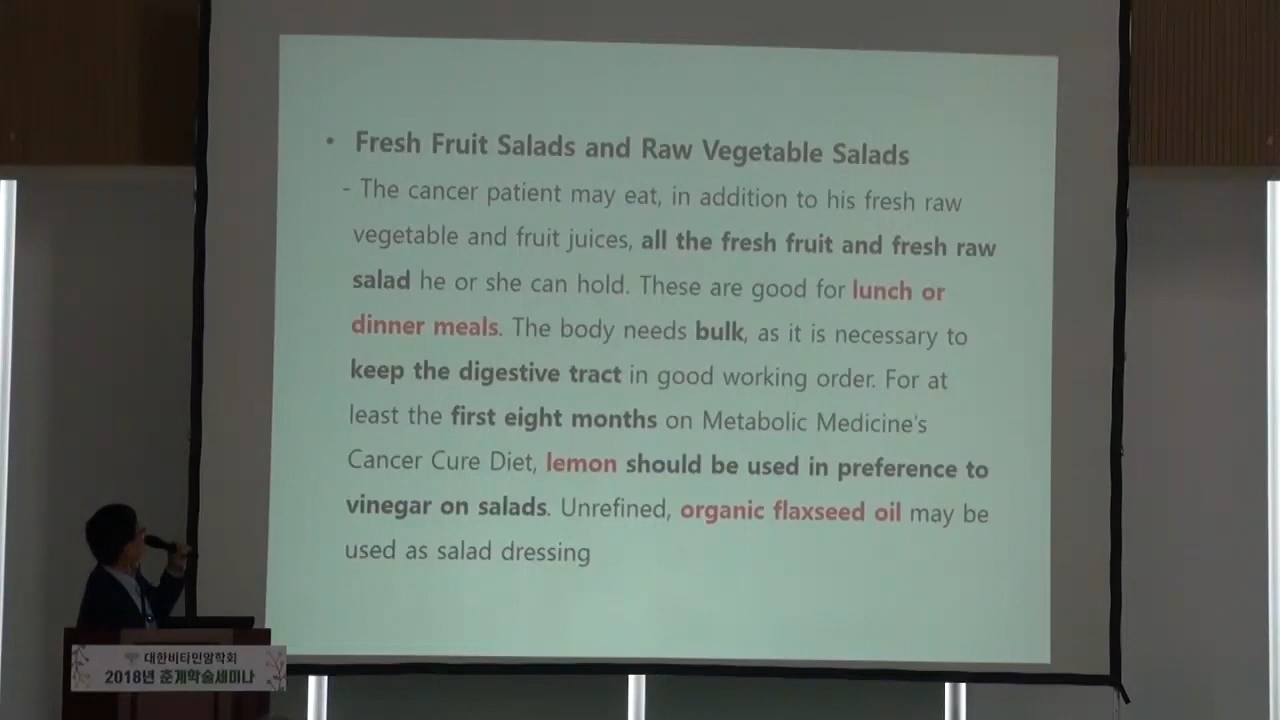 • Fresh Fruit Salads and Raw Vegetable Salads
- The cancer patient may eat, in addition to his fresh raw
vegetable and fruit juices, all the fresh fruit and fresh raw
salad he or she can hold. These are good for lunch or
dinner meals. The body needs bulk, as it is necessary to
keep the digestive tract in good working order. For at
least the first eight months on Metabolic Medicine's
Cancer Cure Diet, lemon should be used in preference to
vinegar on salads. Unrefined, organic flaxseed oil may be
used as salad dressing
대한비타민암학회
2018년 춘계학술세미나